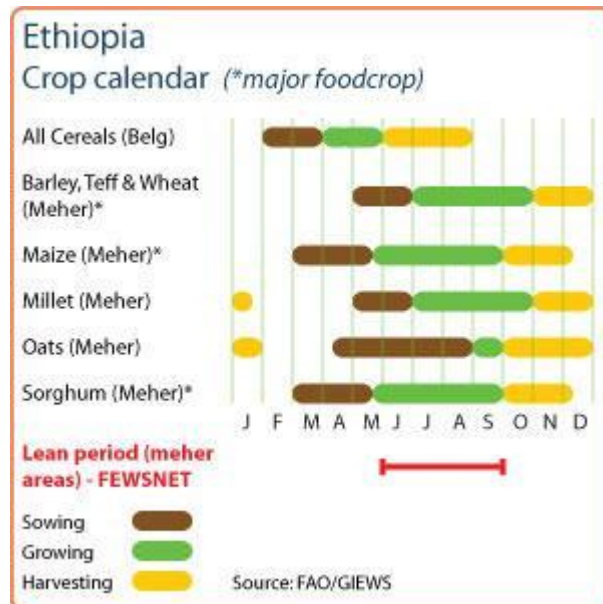 Ethiopia
Crop calendar (*major foodcrop)
All Cereals (Belg)
Barley, Teff & Wheat
(Meher)*
Maize (Meher)*
Millet (Meher)
Oats (Meher)
Sorghum (Meher)*
J F M A M J J A S O N D
Lean period (meher
areas) - FEWSNET
Sowing
Growing
Harvesting
Source: FAO/GIEWS